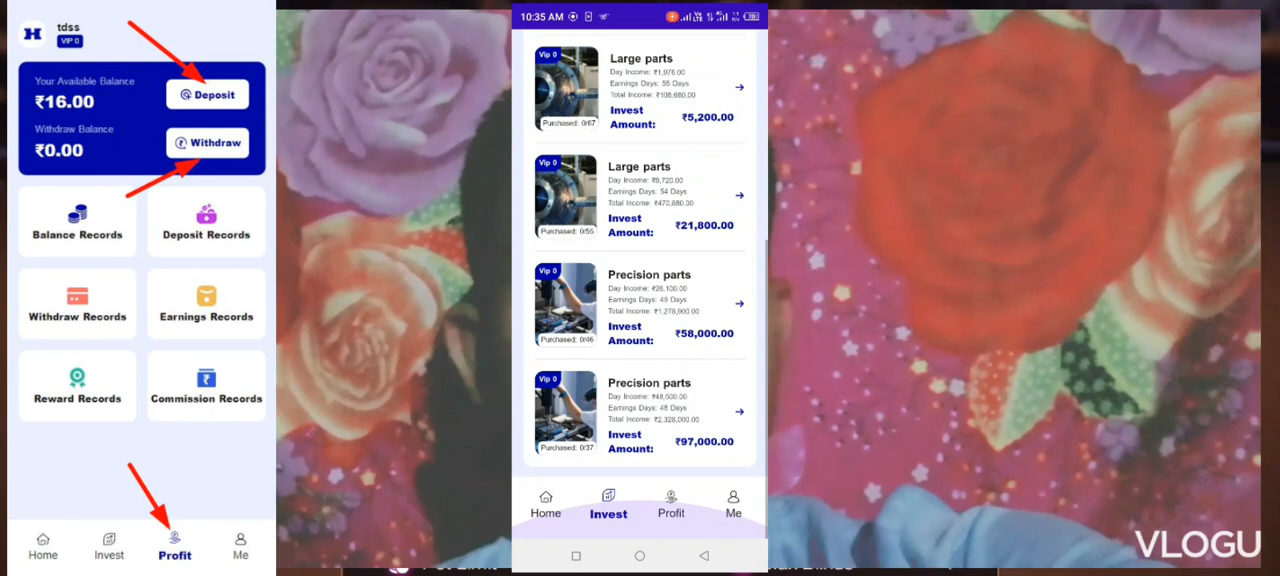 tdss
VIP 0
Your Available Balance
₹16.00
Deposit
Withdraw Balance
₹0.00
Withdraw
Balance Records
Deposit Records
Withdraw Records
Earnings Records
Reward Records
Commission Records
Home
Invest
Profit
Me
10:35 AM
Vip 0
Large parts
Day Income: ₹1,976.00
Earnings Days: 55 Days
Total Income: ₹108,680.00
Invest
Amount:
₹5,200.00
Purchased: 0/67
Vip 0
Large parts
Day Income: ₹8,720.00
Earnings Days: 54 Days
Total Income: ₹470,880.00
Invest
Amount:
₹21,800.00
Purchased: 0/55
Vip 0
Precision parts
Day Income: ₹26,100.00
Earnings Days: 49 Days
Total Income: ₹1,278,900.00
Invest
Amount:
₹58,000.00
Purchased: 0/46
Vip 0
Precision parts
Day Income: ₹48,500.00
Earnings Days: 48 Days
Total Income: ₹2,328,000.00
Invest
Amount:
₹97,000.00
Purchased: 0/37
Home
Invest
Profit
Me
VLOGU